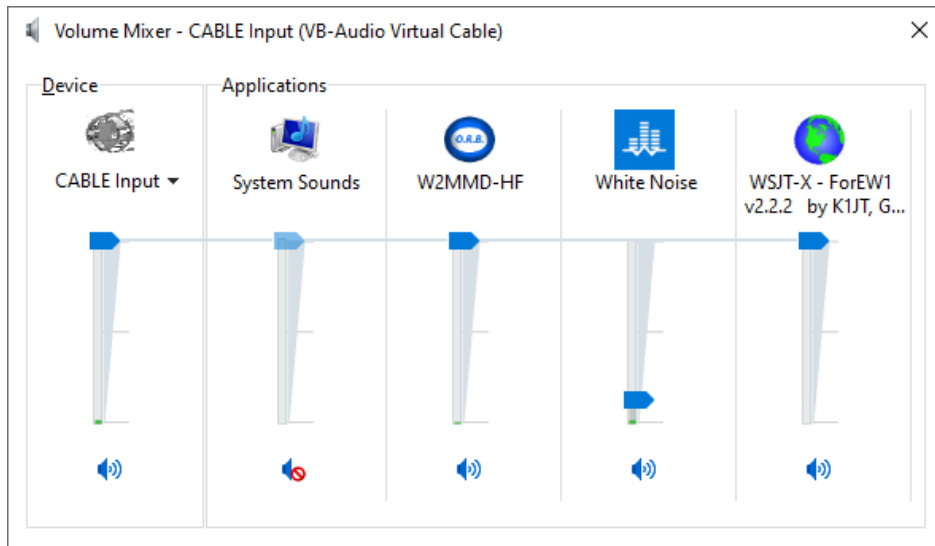 Volume Mixer - CABLE Input (VB-Audio Virtual Cable)
Device
Applications
O.R.B.
CABLE Input
System Sounds
W2MMD-HF
White Noise
WSJT-X - ForEW1
v2.2.2 by K1JT, G...